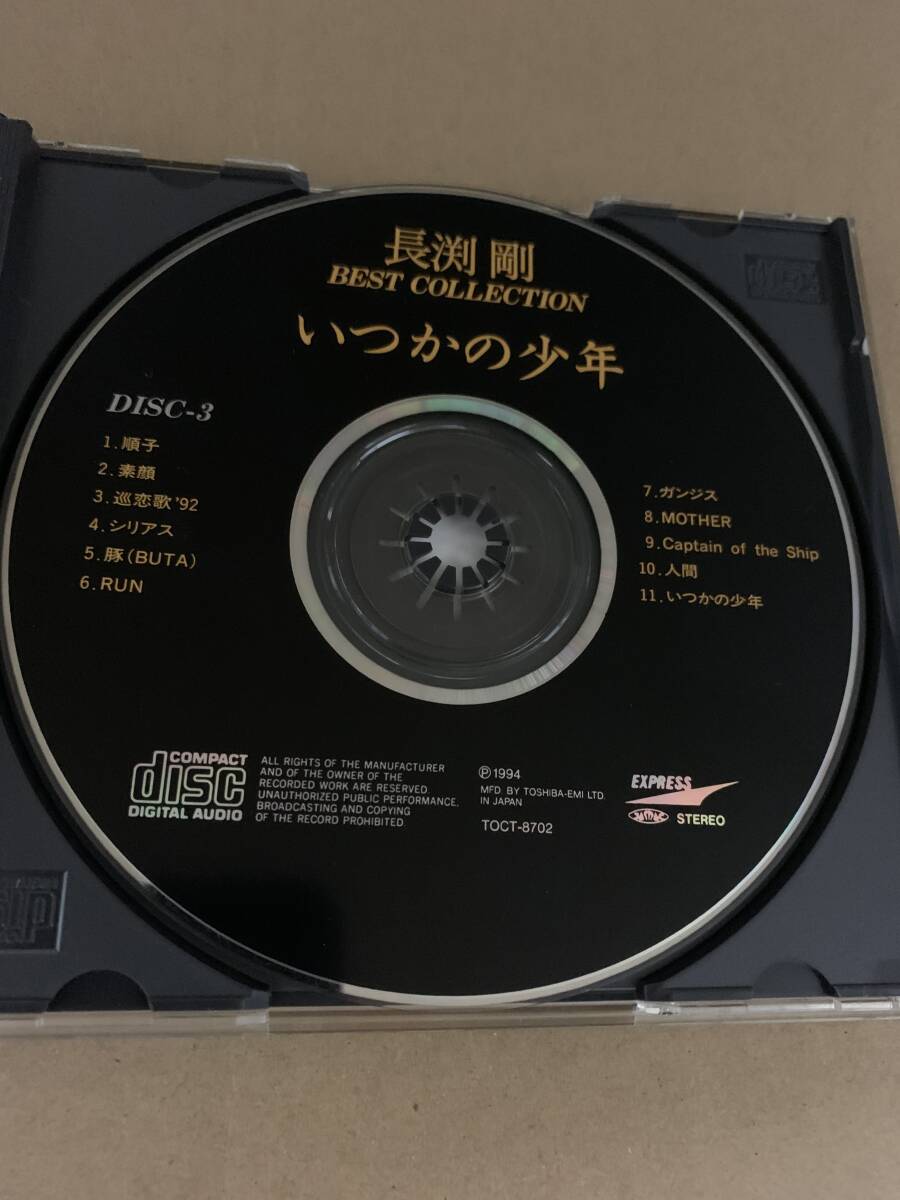 長渕 剛
BEST COLLECTION
いつかの少年
DISC-3
1.順子
2.素顔
3.巡恋歌'92
4.シリアス
5.豚(BUTA)
6.RUN
7.ガンジス
8.MOTHER
9.Captain of the Ship
10.人間
11.いつかの少年
COMPACT
disc
DIGITAL AUDIO
ALL RIGHTS OF THE MANUFACTURER
AND OF THE OWNER OF THE
RECORDED WORK ARE RESERVED
UNAUTHORIZED PUBLIC PERFORMANCE,
BROADCASTING AND COPYING
OF THE RECORD PROHIBITED.
Ⓟ1994
MFD. BY TOSHIBA-EMI LTD.
IN JAPAN
TOCT-8702
EXPRESS
STEREO